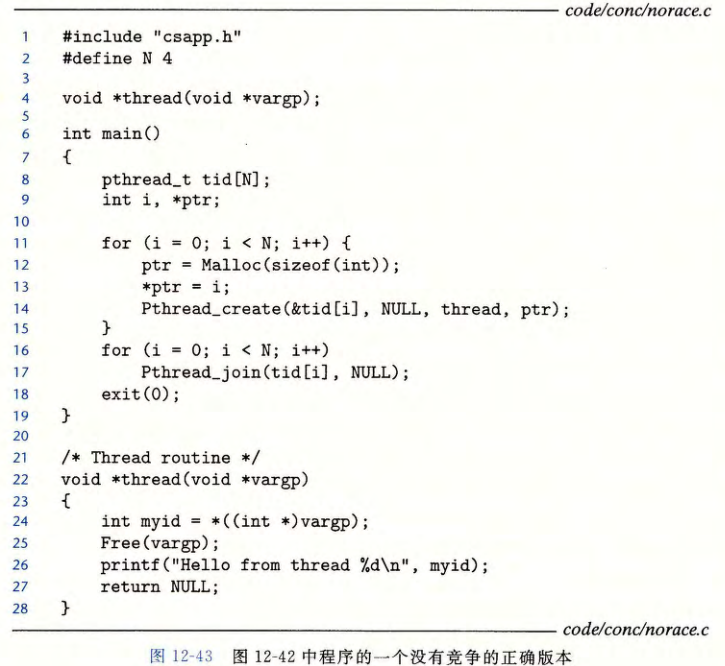 code/conc/norace.c
1 #include "csapp.h"
2 #define N 4
3
4 void *thread(void *vargp);
5
6 int main()
7 {
8     pthread_t tid[N];
9     int i, *ptr;
10
11     for (i = 0; i < N; i++) {
12         ptr = Malloc(sizeof(int));
13         *ptr = i;
14         Pthread_create(&tid[i], NULL, thread, ptr);
15     }
16     for (i = 0; i < N; i++)
17         Pthread_join(tid[i], NULL);
18     exit(0);
19 }
20
21 /* Thread routine */
22 void *thread(void *vargp)
23 {
24     int myid = *((int *)vargp);
25     Free(vargp);
26     printf("Hello from thread %d\n", myid);
27     return NULL;
28 }
code/conc/norace.c
图 12-43 图 12-42 中程序的一个没有竞争的正确版本